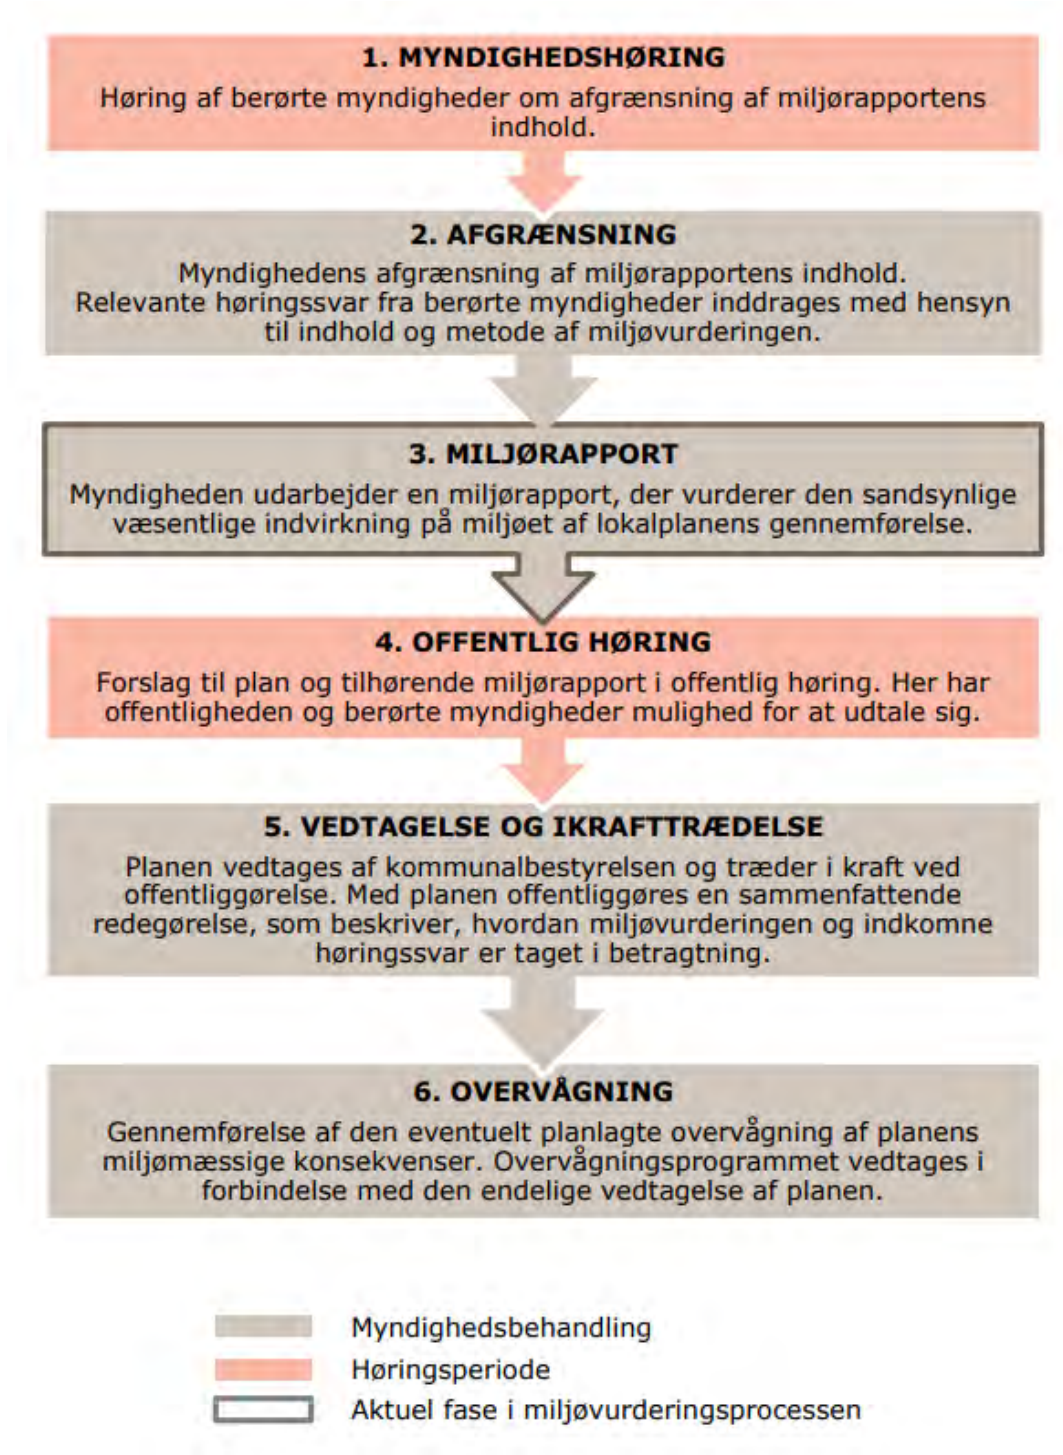 1. MYNDIGHEDSHØRING
Høring af berørte myndigheder om afgrænsning af miljørapportens
indhold.
2. AFGRÆNSNING
Myndighedens afgrænsning af miljørapportens indhold.
Relevante høringssvar fra berørte myndigheder inddrages med hensyn
til indhold og metode af miljøvurderingen.
3. MILJØRAPPORT
Myndigheden udarbejder en miljørapport, der vurderer den sandsynlige
væsentlige indvirkning på miljøet af lokalplanens gennemførelse.
4. OFFENTLIG HØRING
Forslag til plan og tilhørende miljørapport i offentlig høring. Her har
offentligheden og berørte myndigheder mulighed for at udtale sig.
5. VEDTAGELSE OG IKRAFTTRÆDELSE
Planen vedtages af kommunalbestyrelsen og træder i kraft ved
offentliggørelse. Med planen offentliggøres en sammenfattende
redegørelse, som beskriver, hvordan miljøvurderingen og indkomne
høringssvar er taget i betragtning.
6. OVERVÅGNING
Gennemførelse af den eventuelt planlagte overvågning af planens
miljømæssige konsekvenser. Overvågningsprogrammet vedtages i
forbindelse med den endelige vedtagelse af planen.
Myndighedsbehandling
Høringsperiode
Aktuel fase i miljøvurderingsprocessen